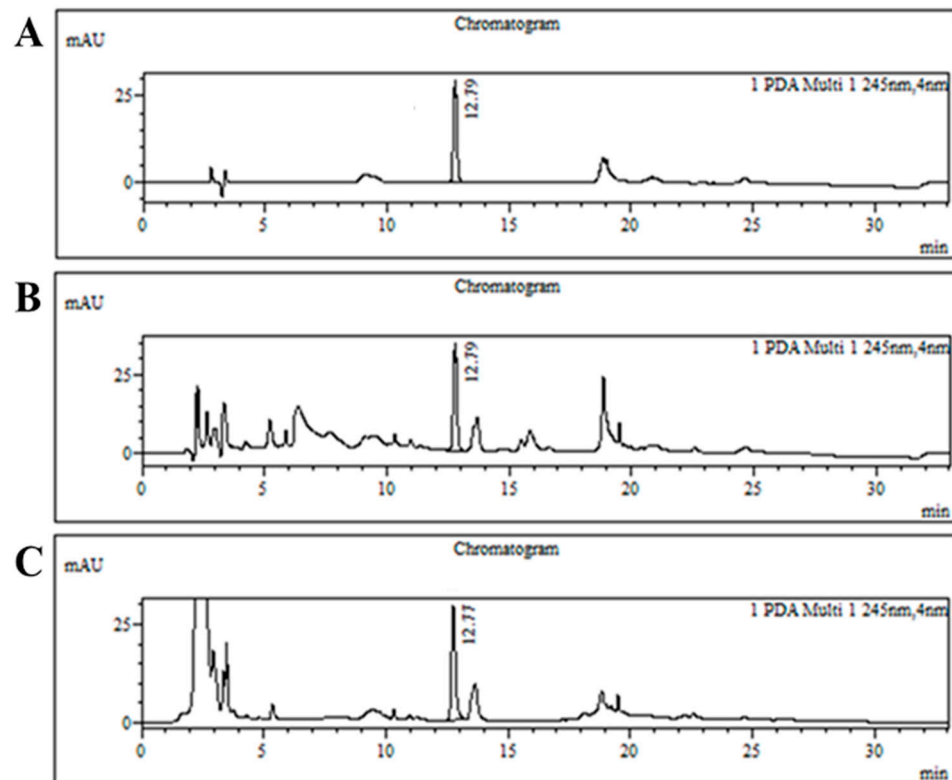 A
Chromatogram
mAU
1 PDA Multi 1 245nm,4nm
25
12.79
0
0 5 10 15 20 25 30
min
B
Chromatogram
mAU
1 PDA Multi 1 245nm,4nm
25
12.79
0
0 5 10 15 20 25 30
min
C
Chromatogram
mAU
1 PDA Multi 1 245nm,4nm
25
12.77
0
0 5 10 15 20 25 30
min